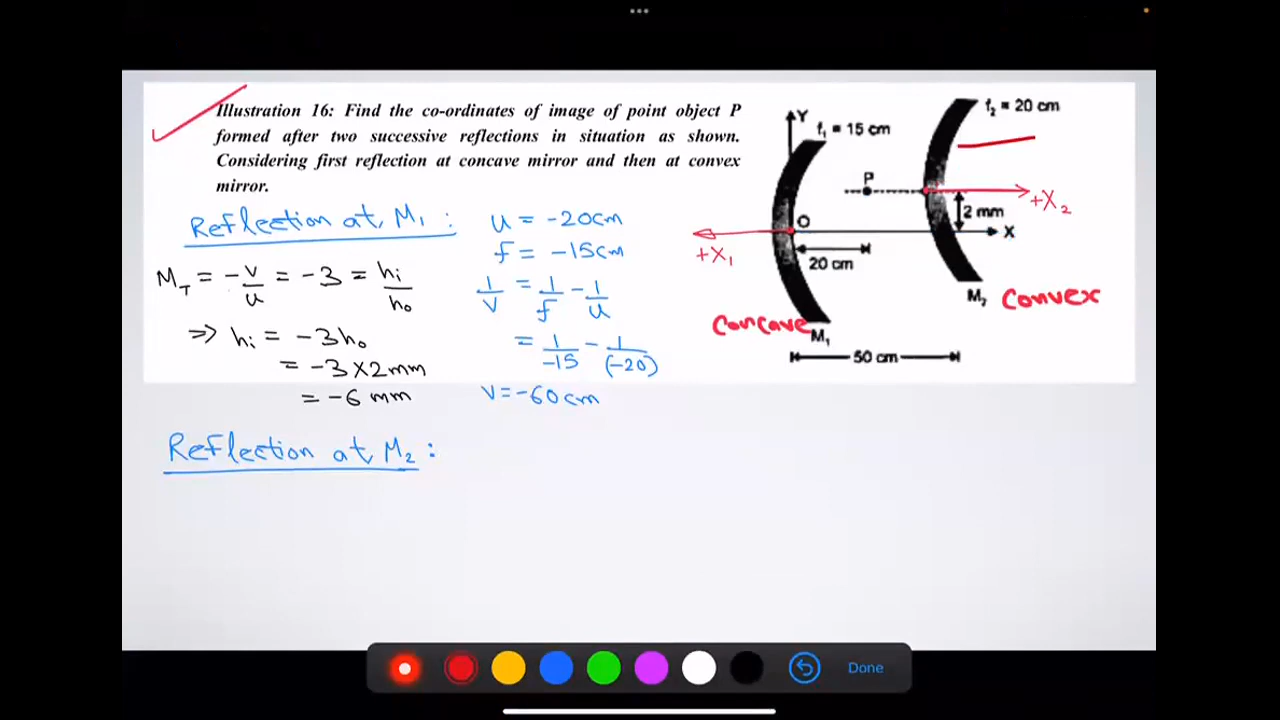 Illustration 16: Find the co-ordinates of image of point object P
formed after two successive reflections in situation as shown.
Considering first reflection at concave mirror and then at convex
mirror.
Reflection at M₁ :
M_T = -v/u = -3 = hi/ho
⇒ hi = -3ho
= -3×2mm
= -6 mm
u = -20cm
f = -15cm
1/v = 1/f - 1/u
= 1/-15 - 1/(-20)
v = -60cm
Reflection at M₂ :
Y
f₁ = 15 cm
f₂ = 20 cm
P
+X₂
2 mm
O
X
+X₁
20 cm
M₂ Convex
Concave
M₁
50 cm
Done